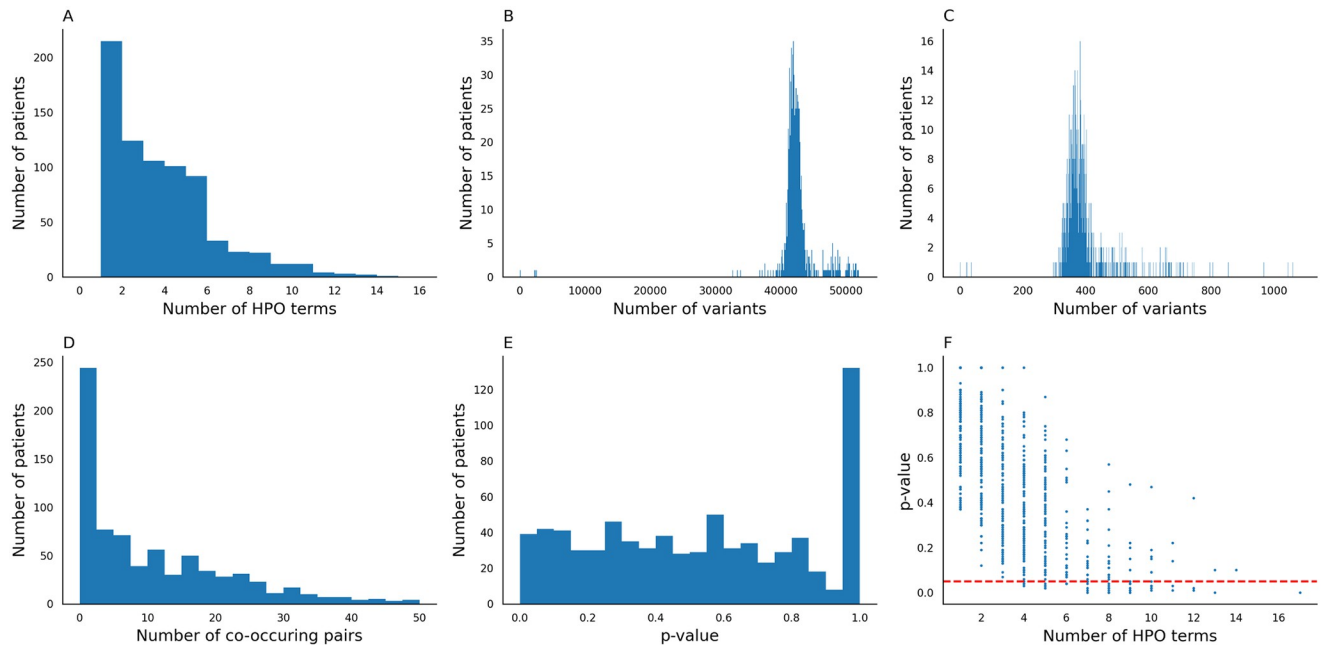 A
Number of patients
200
150
100
50
0
0 2 4 6 8 10 12 14 16
Number of HPO terms
B
Number of patients
35
30
25
20
15
10
5
0
0 10000 20000 30000 40000 50000
Number of variants
C
Number of patients
16
14
12
10
8
6
4
2
0
0 200 400 600 800 1000
Number of variants
D
Number of patients
250
200
150
100
50
0
0 10 20 30 40 50
Number of co-occuring pairs
E
Number of patients
120
100
80
60
40
20
0
0.0 0.2 0.4 0.6 0.8 1.0
p-value
F
p-value
1.0
0.8
0.6
0.4
0.2
0.0
2 4 6 8 10 12 14 16
Number of HPO terms